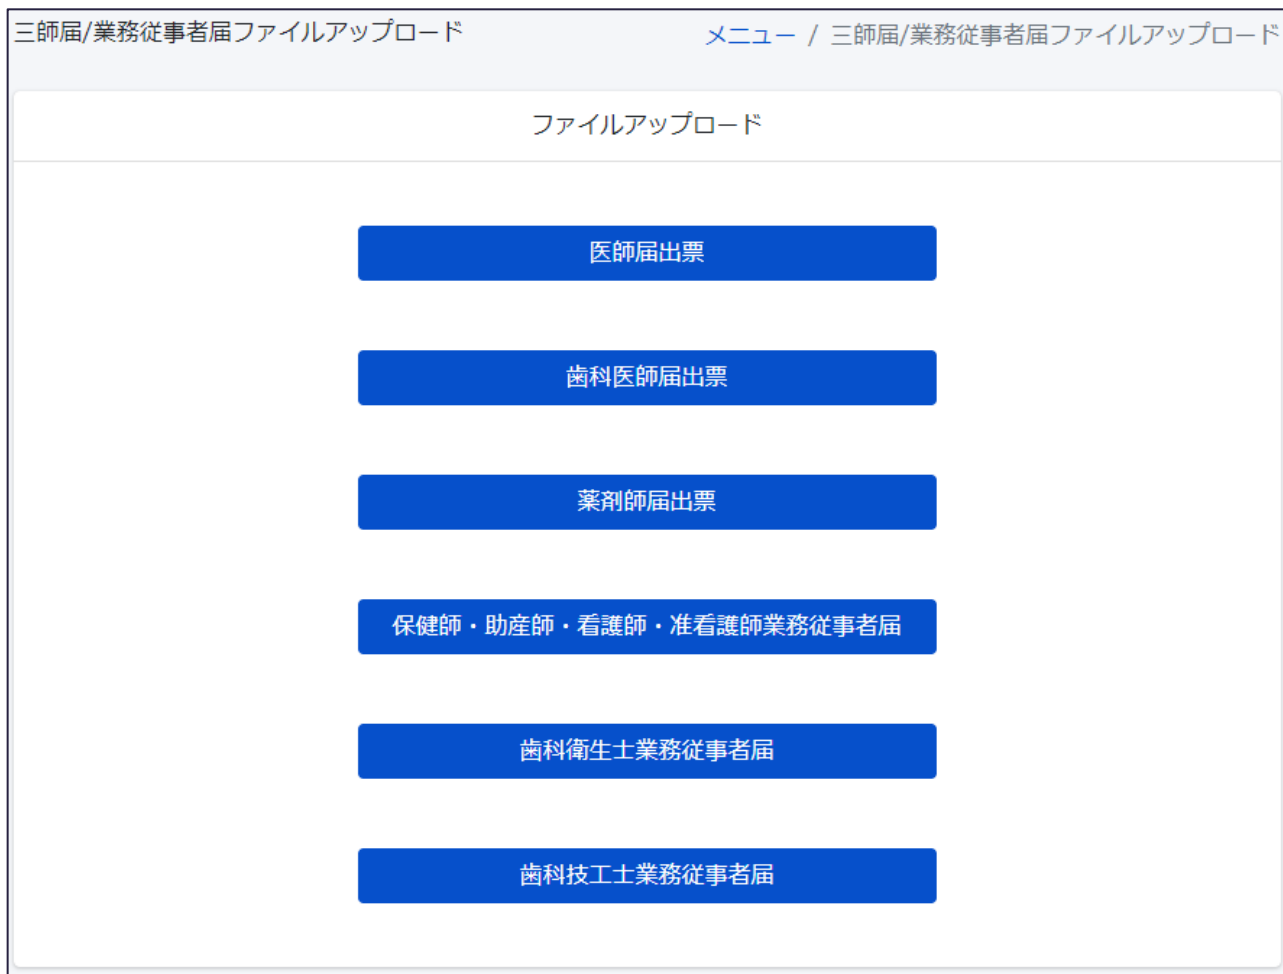 三師届/業務従事者届ファイルアップロード
メニュー / 三師届/業務従事者届ファイルアップロード
ファイルアップロード
医師届出票
歯科医師届出票
薬剤師届出票
保健師・助産師・看護師・准看護師業務従事者届
歯科衛生士業務従事者届
歯科技工士業務従事者届